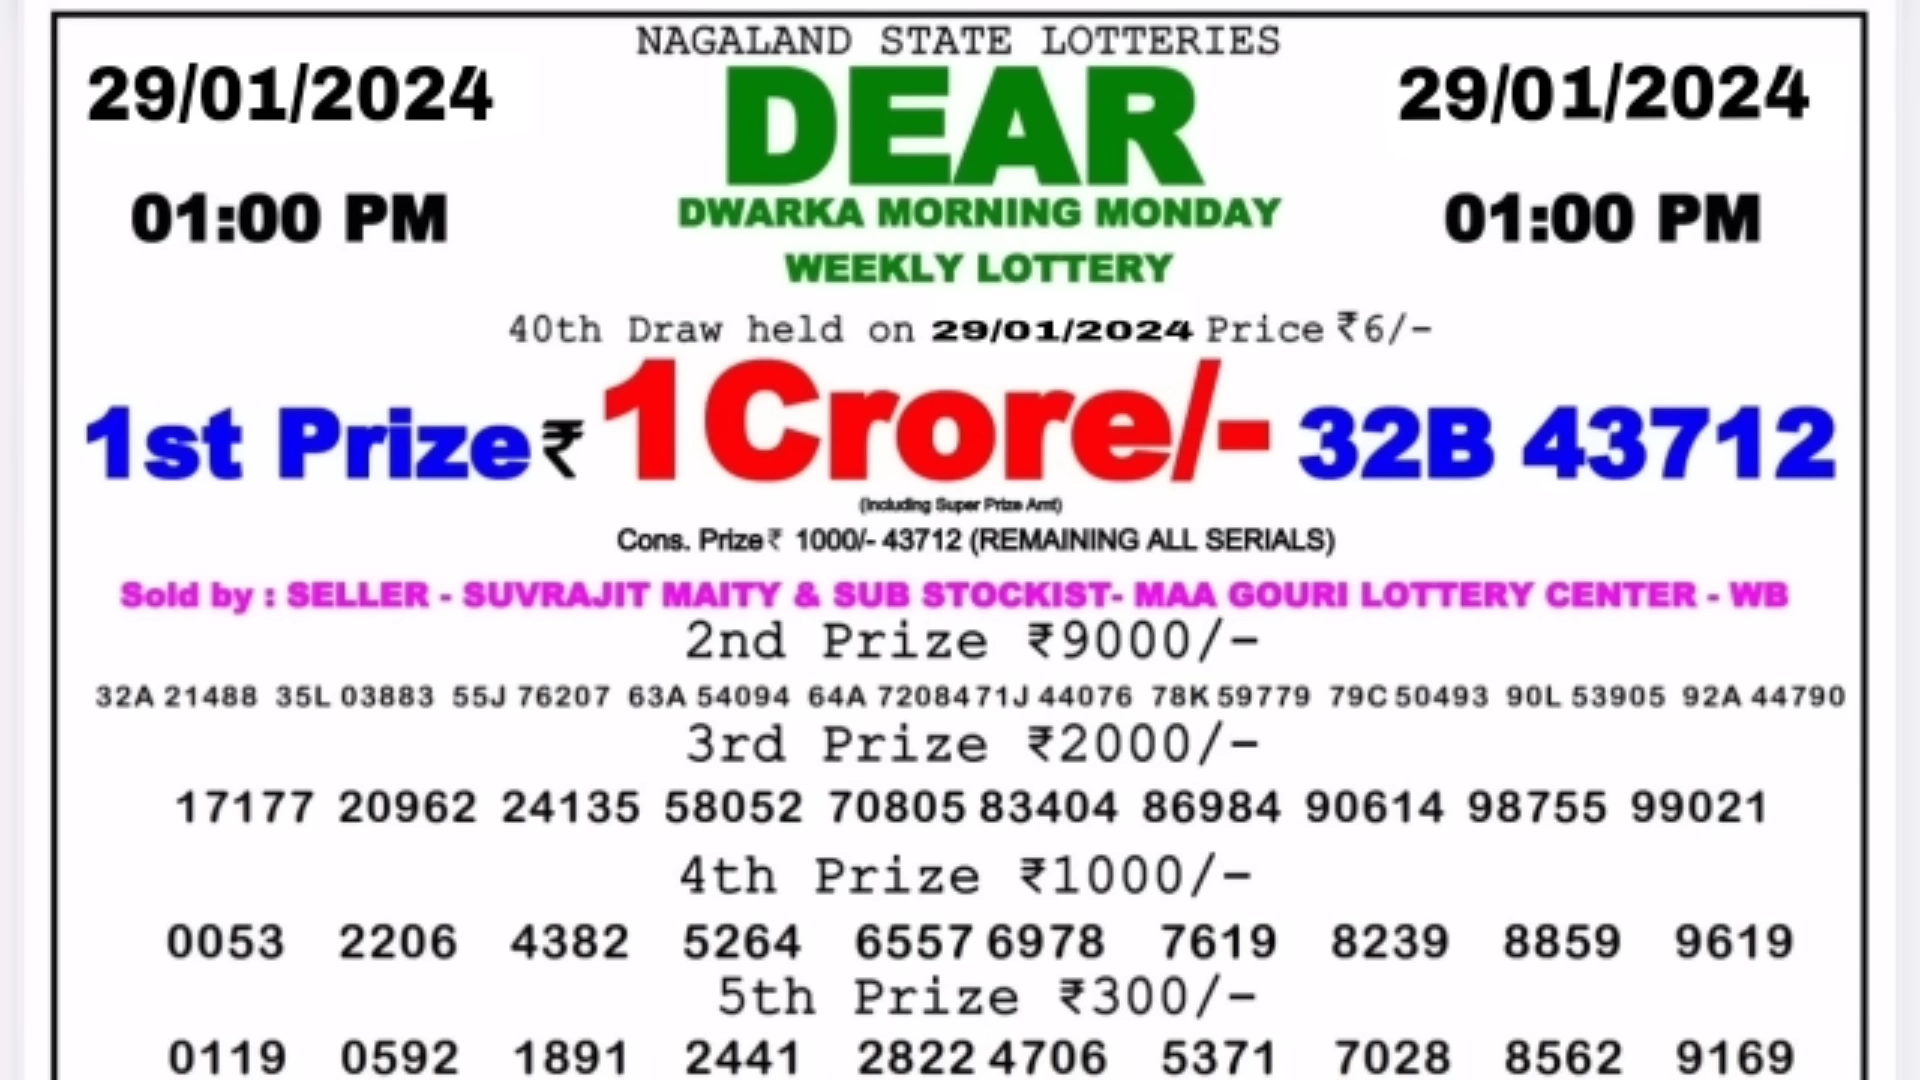 NAGALAND STATE LOTTERIES
29/01/2024 DEAR 29/01/2024
01:00 PM DWARKA MORNING MONDAY 01:00 PM
WEEKLY LOTTERY
40th Draw held on 29/01/2024 Price ₹6/-
1st Prize ₹ 1Crore/- 32B 43712
(Including Super Prize Amt)
Cons. Prize ₹ 1000/- 43712 (REMAINING ALL SERIALS)
Sold by : SELLER - SUVRAJIT MAITY & SUB STOCKIST- MAA GOURI LOTTERY CENTER - WB
2nd Prize ₹9000/-
32A 21488 35L 03883 55J 76207 63A 54094 64A 72084 71J 44076 78K 59779 79C 50493 90L 53905 92A 44790
3rd Prize ₹2000/-
17177 20962 24135 58052 70805 83404 86984 90614 98755 99021
4th Prize ₹1000/-
0053 2206 4382 5264 6557 6978 7619 8239 8859 9619
5th Prize ₹300/-
0119 0592 1891 2441 2822 4706 5371 7028 8562 9169